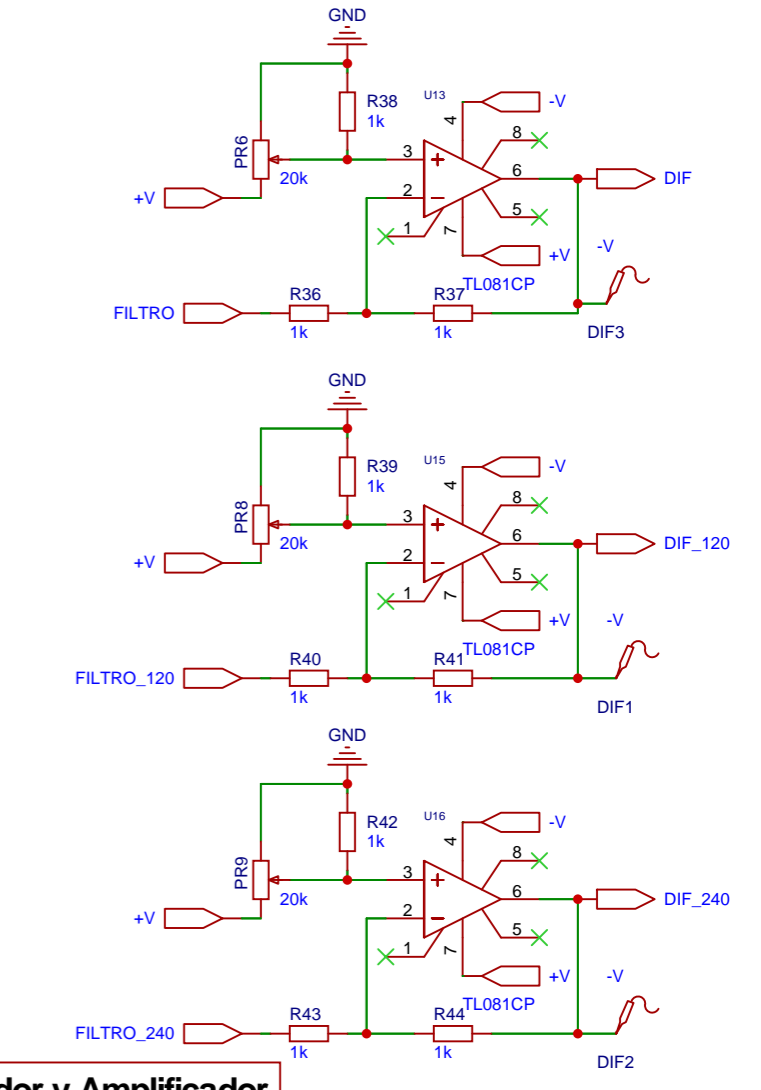 GND
R38
1k
U13
4
-V
8
PR6
3
20k
6
DIF
+V
2
5
1
7
+V
-V
TL081CP
R36
R37
FILTRO
1k
1k
DIF3
GND
R39
1k
U15
4
-V
8
PR8
3
20k
6
DIF_120
+V
2
5
1
7
+V
-V
TL081CP
R40
R41
FILTRO_120
1k
1k
DIF1
GND
R42
1k
U16
4
-V
8
PR9
3
20k
6
DIF_240
+V
2
5
1
7
+V
-V
TL081CP
R43
R44
FILTRO_240
1k
1k
DIF2
y Amplificador